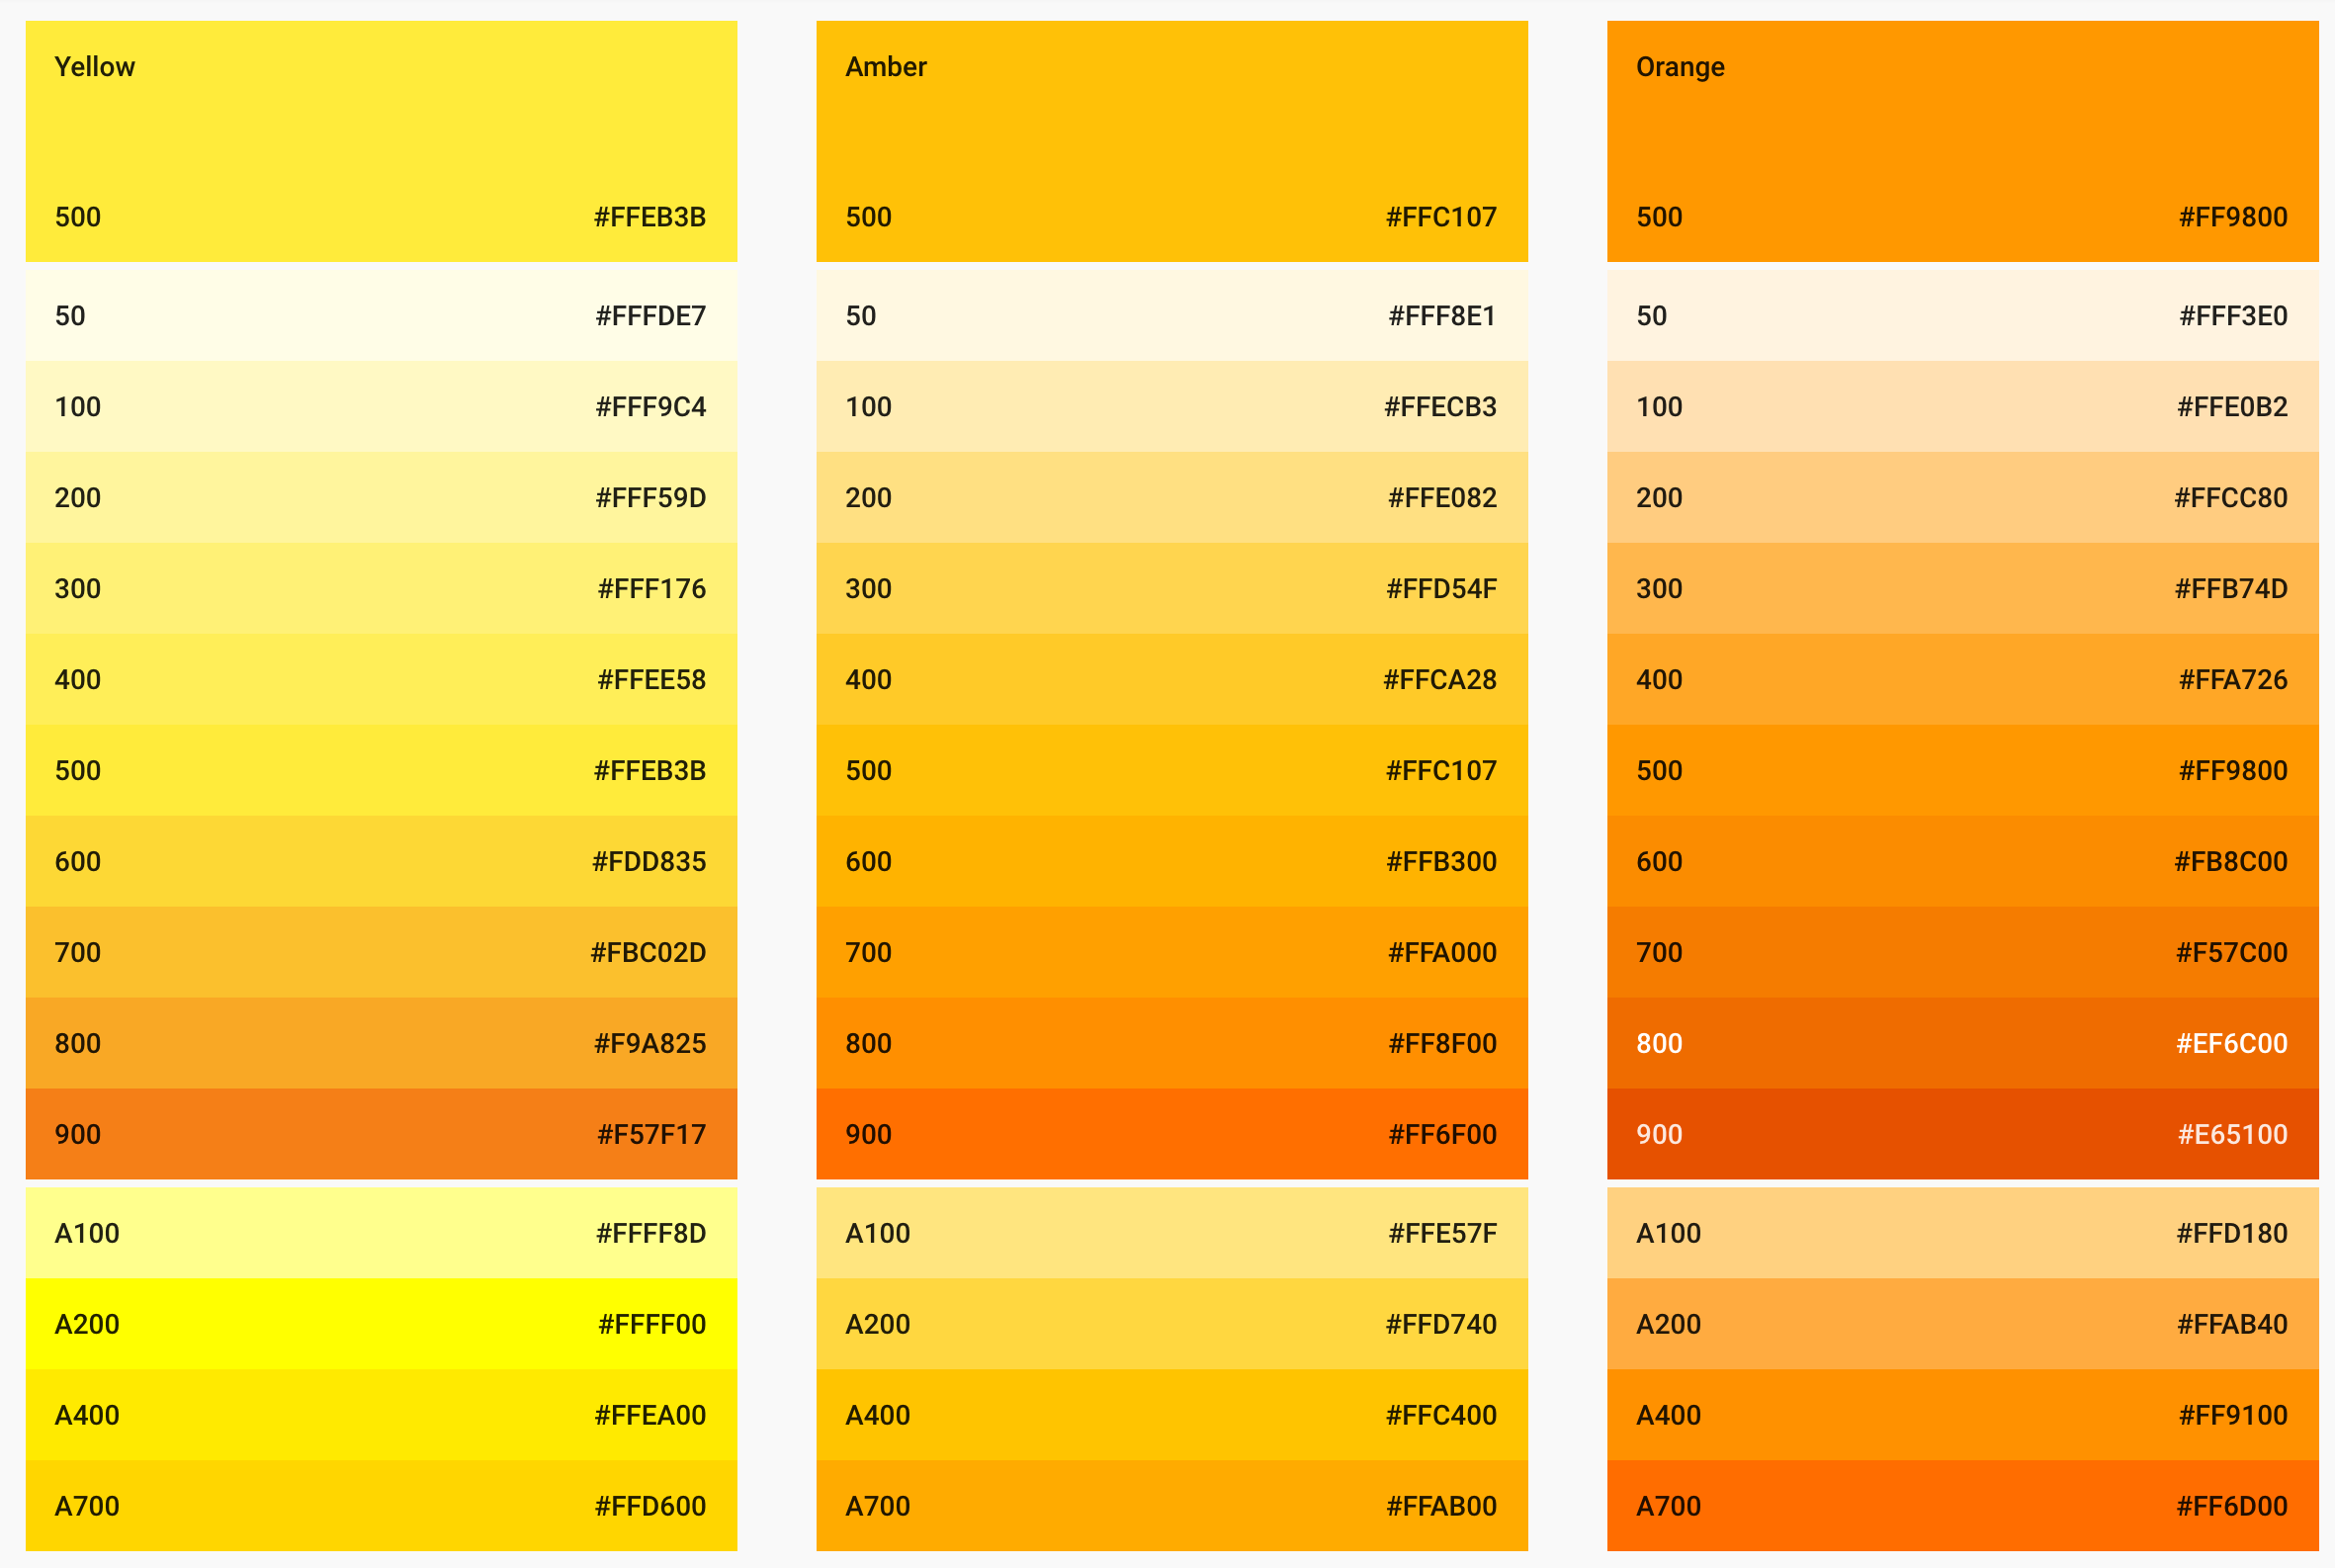 Yellow
500 #FFEB3B
50 #FFFDE7
100 #FFF9C4
200 #FFF59D
300 #FFF176
400 #FFEE58
500 #FFEB3B
600 #FDD835
700 #FBC02D
800 #F9A825
900 #F57F17
A100 #FFFF8D
A200 #FFFF00
A400 #FFEA00
A700 #FFD600
Amber
500 #FFC107
50 #FFF8E1
100 #FFECB3
200 #FFE082
300 #FFD54F
400 #FFCA28
500 #FFC107
600 #FFB300
700 #FFA000
800 #FF8F00
900 #FF6F00
A100 #FFE57F
A200 #FFD740
A400 #FFC400
A700 #FFAB00
Orange
500 #FF9800
50 #FFF3E0
100 #FFE0B2
200 #FFCC80
300 #FFB74D
400 #FFA726
500 #FF9800
600 #FB8C00
700 #F57C00
800 #EF6C00
900 #E65100
A100 #FFD180
A200 #FFAB40
A400 #FF9100
A700 #FF6D00